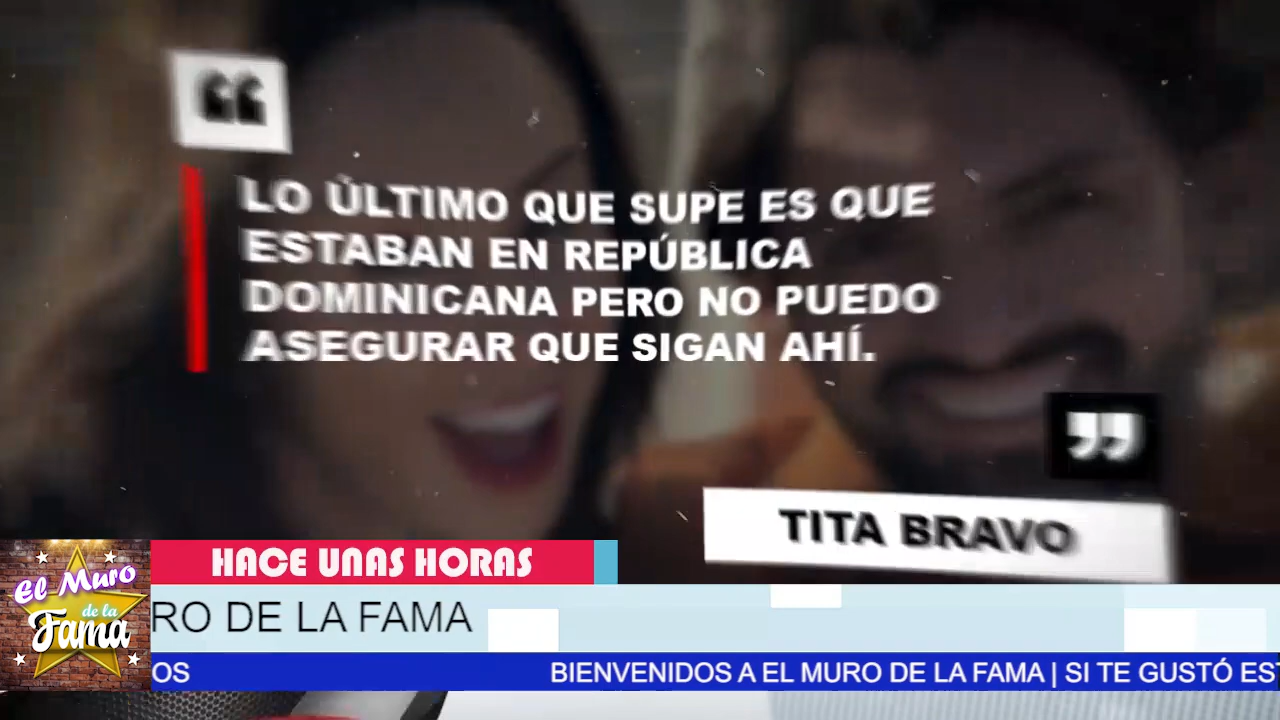 “
LO ÚLTIMO QUE SUPE ES QUE
ESTABAN EN REPÚBLICA
DOMINICANA PERO NO PUEDO
ASEGURAR QUE SIGAN AHÍ.
”
TITA BRAVO
HACE UNAS HORAS
El Muro
de la
Fama
RO DE LA FAMA
OS BIENVENIDOS A EL MURO DE LA FAMA | SI TE GUSTÓ EST